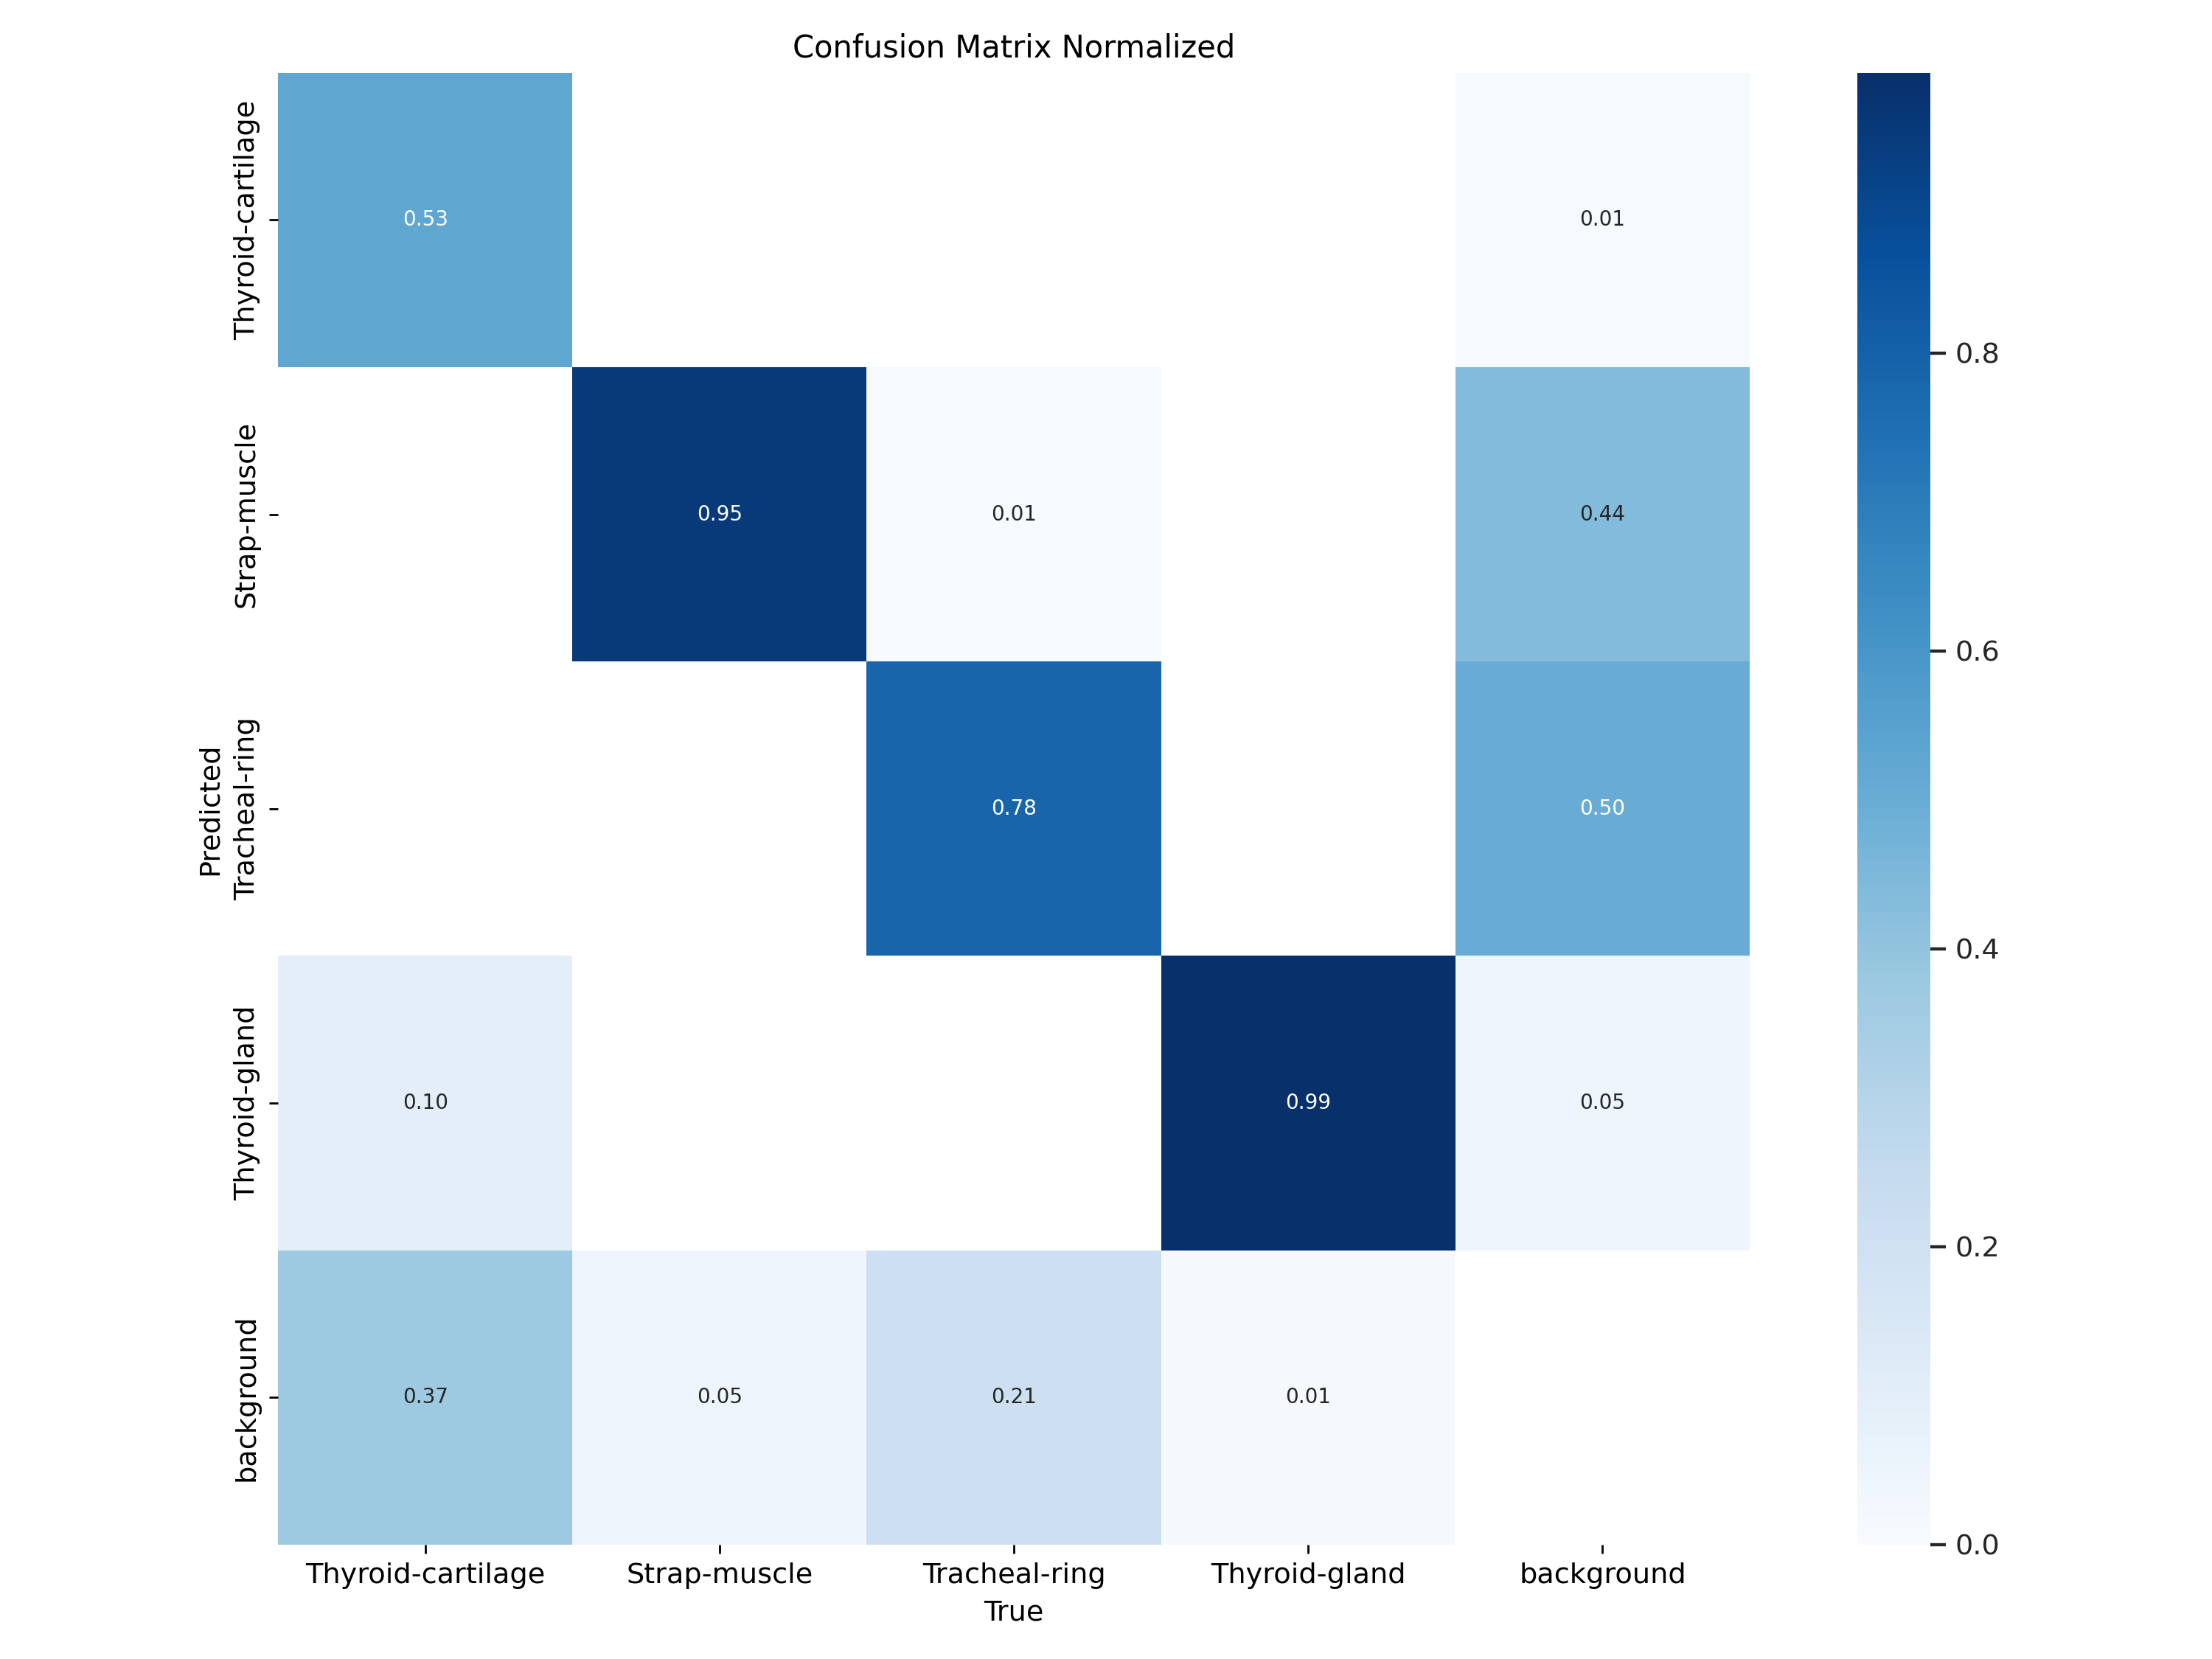 Confusion Matrix Normalized
Predicted
Thyroid-cartilage
0.53
0.01
0.8
Strap-muscle
0.95
0.01
0.44
0.6
Tracheal-ring
0.78
0.50
0.4
Thyroid-gland
0.10
0.99
0.05
0.2
background
0.37
0.05
0.21
0.01
0.0
Thyroid-cartilage
Strap-muscle
Tracheal-ring
Thyroid-gland
background
True